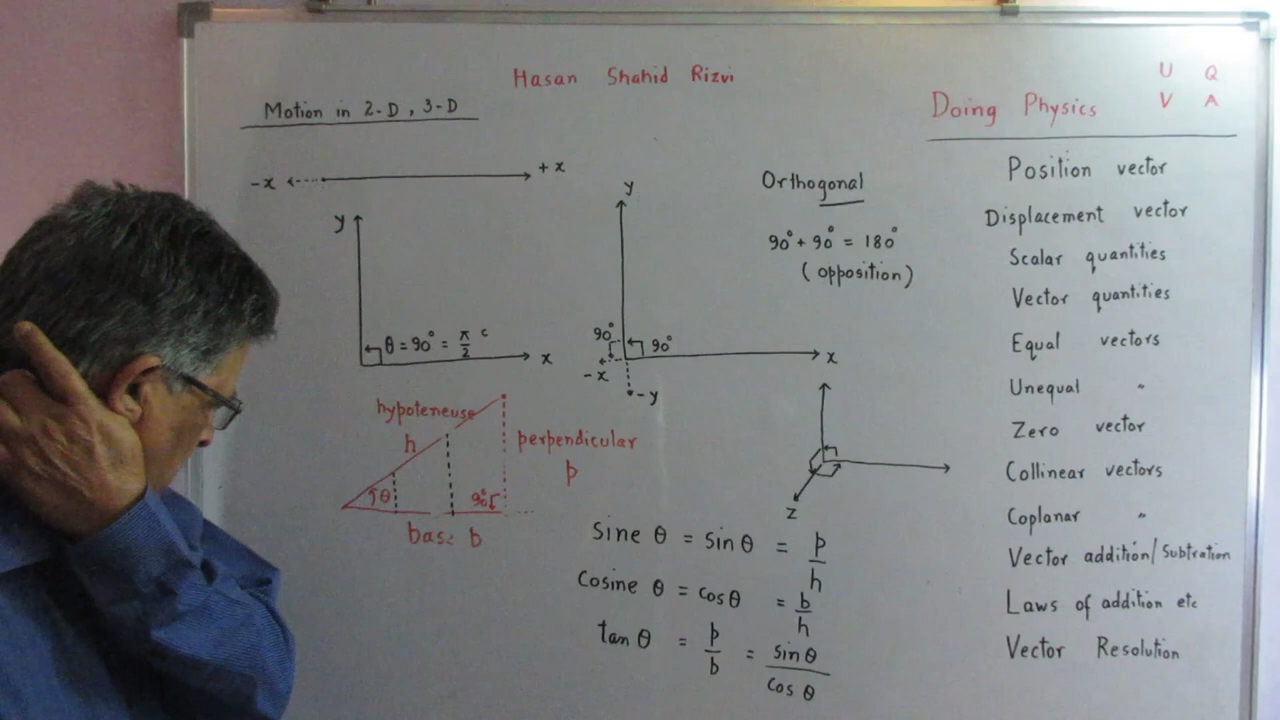 Hasan Shahid Rizvi
Motion in 2-D, 3-D
-x
+x
y
θ = 90° = π/2 c
x
y
90°
90°
x
-x
-y
Orthogonal
90° + 90° = 180°
(opposition)
z
hypoteneuse
h
perpendicular
p
θ
90°
base b
Sine θ = sin θ = p/h
Cosine θ = cos θ = b/h
tan θ = p/b = sin θ/cos θ
U Q
Doing Physics V A
Position vector
Displacement vector
Scalar quantities
Vector quantities
Equal vectors
Unequal "
Zero vector
Collinear vectors
Coplanar "
Vector addition/Subtration
Laws of addition etc
Vector Resolution